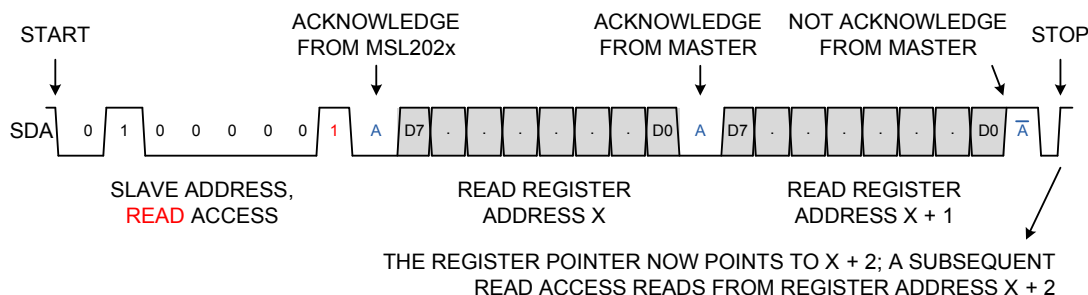 START
ACKNOWLEDGE
FROM MSL202x
ACKNOWLEDGE
FROM MASTER
NOT ACKNOWLEDGE
FROM MASTER
STOP
SDA 0 1 0 0 0 0 0 1 A D7 . . . . . . D0 A D7 . . . . . . D0 A̅
SLAVE ADDRESS,
READ ACCESS
READ REGISTER
ADDRESS X
READ REGISTER
ADDRESS X + 1
THE REGISTER POINTER NOW POINTS TO X + 2; A SUBSEQUENT
READ ACCESS READS FROM REGISTER ADDRESS X + 2